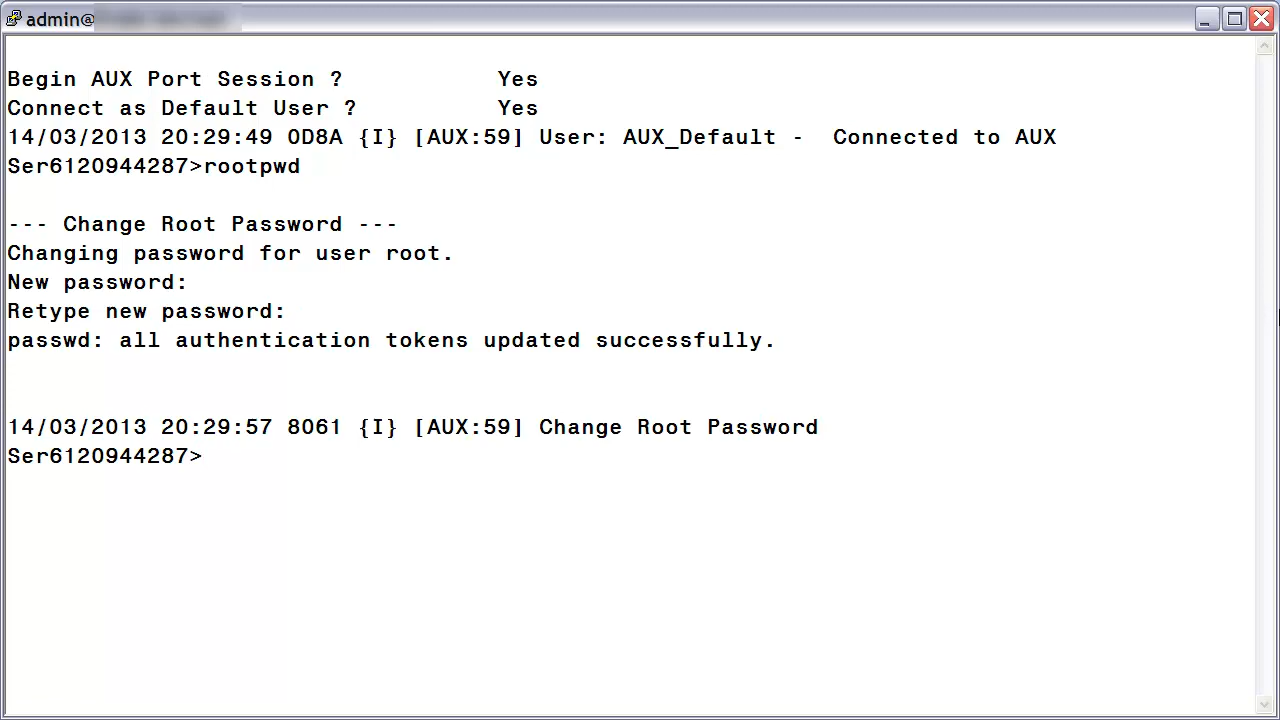 admin@
Begin AUX Port Session ? Yes
Connect as Default User ? Yes
14/03/2013 20:29:49 0D8A {I} [AUX:59] User: AUX_Default - Connected to AUX
Ser6120944287>rootpwd
--- Change Root Password ---
Changing password for user root.
New password:
Retype new password:
passwd: all authentication tokens updated successfully.
14/03/2013 20:29:57 8061 {I} [AUX:59] Change Root Password
Ser6120944287>